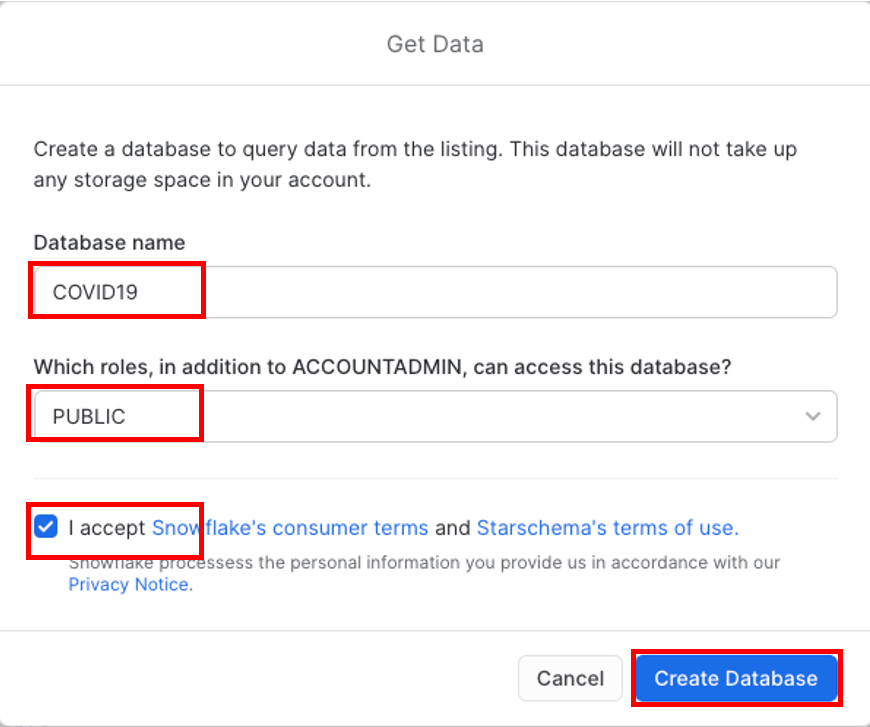 Get Data
Create a database to query data from the listing. This database will not take up
any storage space in your account.
Database name
COVID19
Which roles, in addition to ACCOUNTADMIN, can access this database?
PUBLIC
I accept Snowflake's consumer terms and Starschema's terms of use.
Snowflake processess the personal information you provide us in accordance with our
Privacy Notice.
Cancel
Create Database